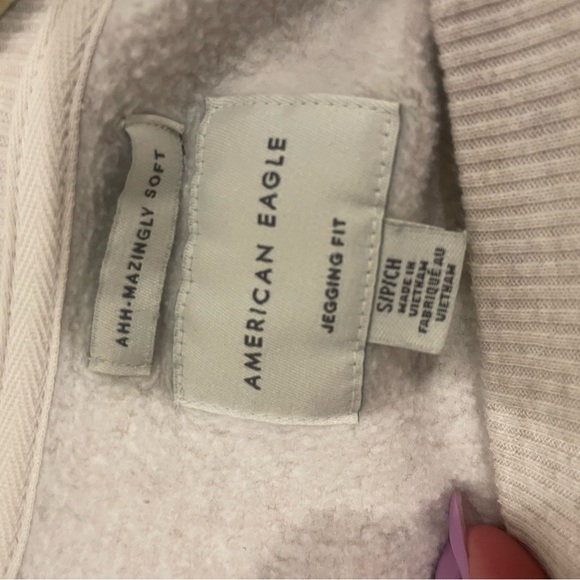 AHH-MAZINGLY SOFT
AMERICAN EAGLE
JEGGING FIT
S/P/CH
MADE IN
VIETNAM
FABRIQUÉ AU
VIETNAM